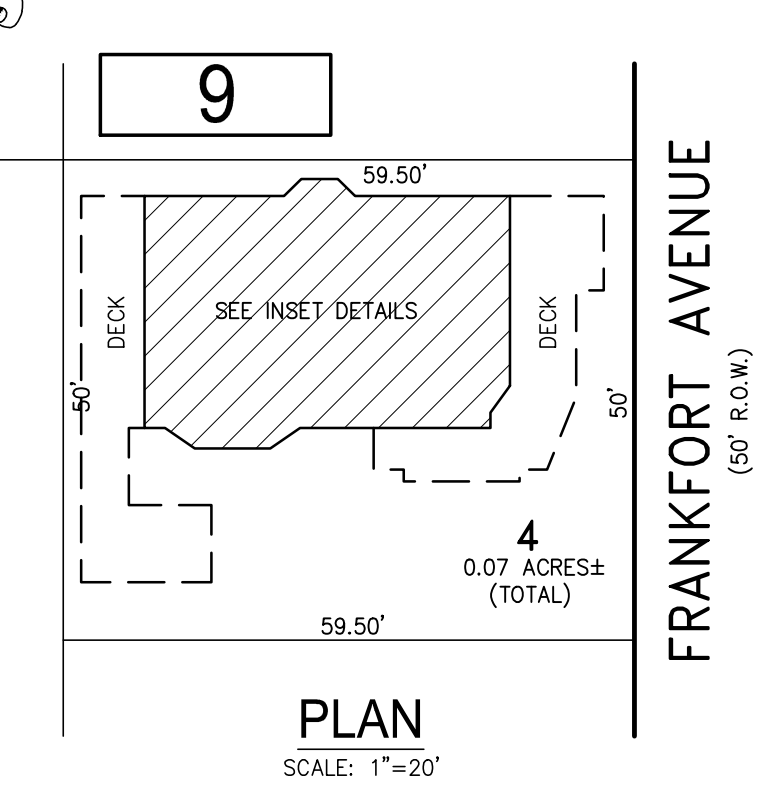 9
59.50'
DECK
SEE INSET DETAILS
DECK
50'
50'
FRANKFORT AVENUE
(50' R.O.W.)
4
0.07 ACRES±
(TOTAL)
59.50'
PLAN
SCALE: 1"=20'